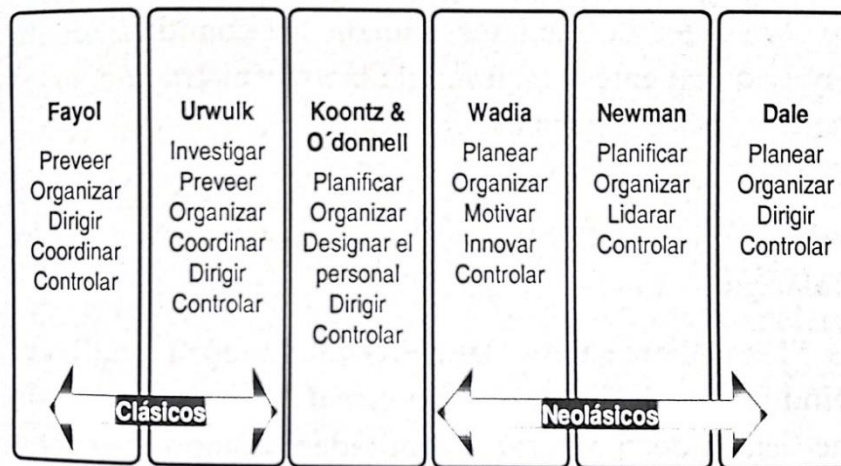 Fayol
Preveer
Organizar
Dirigir
Coordinar
Controlar
Urwulk
Investigar
Preveer
Organizar
Coordinar
Dirigir
Controlar
Koontz &
O´donnell
Planificar
Organizar
Designar el
personal
Dirigir
Controlar
Wadia
Planear
Organizar
Motivar
Innovar
Controlar
Newman
Planificar
Organizar
Lidarar
Controlar
Dale
Planear
Organizar
Dirigir
Controlar
Clásicos
Neolásicos